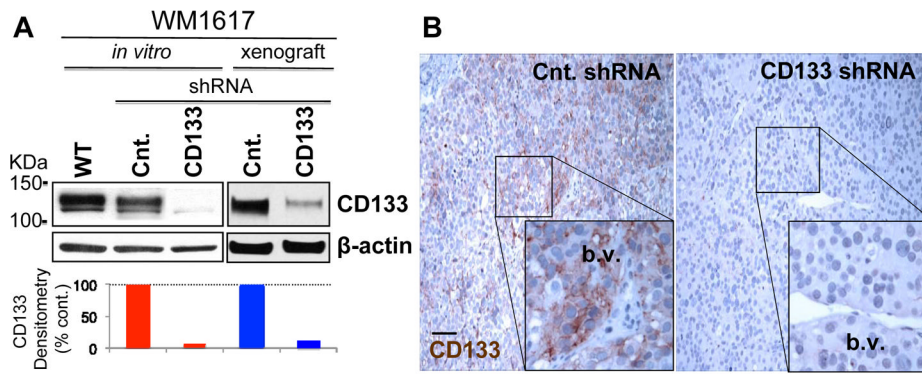 A
WM1617
in vitro
xenograft
shRNA
WT
Cnt.
CD133
Cnt.
CD133
KDa
150
100
CD133
β-actin
CD133
Densitometry
(% cont.)
100
50
0
B
Cnt. shRNA
b.v.
CD133
CD133 shRNA
b.v.